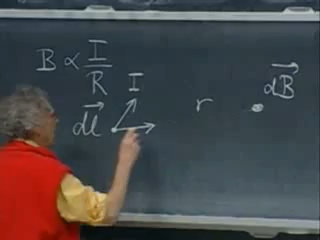 B ∝ I/R
I
dl⃗
r
dB⃗